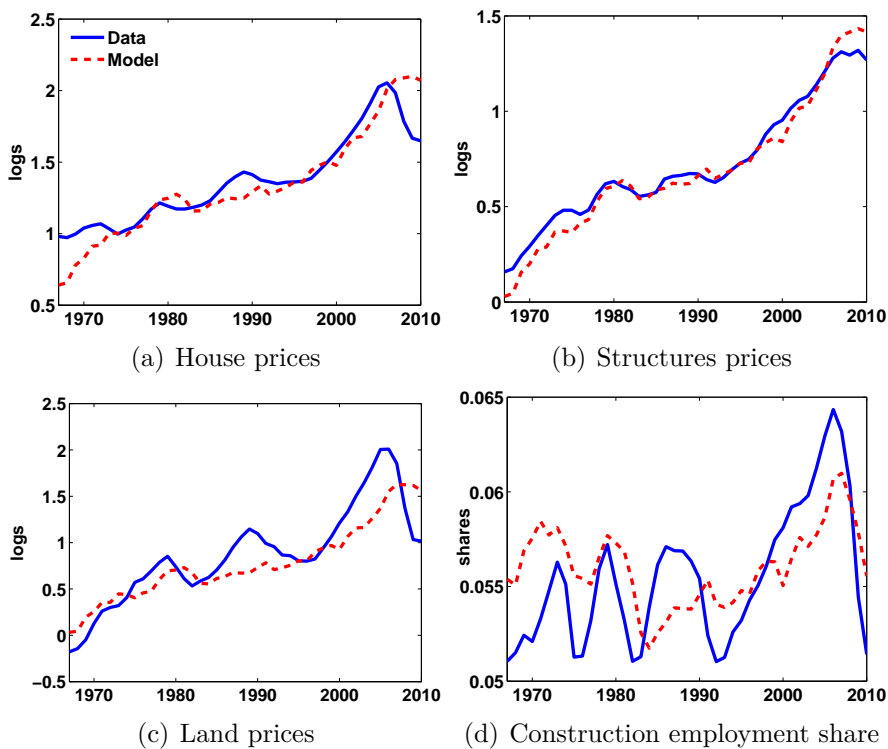 2.5
Data
Model
2
1.5
1
0.5
logs
1970 1980 1990 2000 2010
(a) House prices
1.5
1
0.5
0
logs
1970 1980 1990 2000 2010
(b) Structures prices
2.5
2
1.5
1
0.5
0
−0.5
logs
1970 1980 1990 2000 2010
(c) Land prices
0.065
0.06
0.055
0.05
shares
1970 1980 1990 2000 2010
(d) Construction employment share